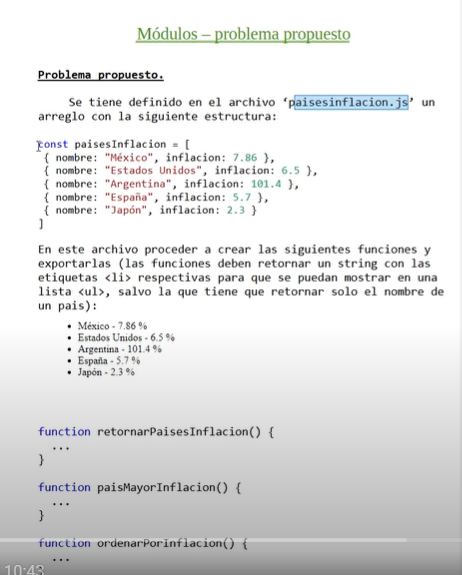 Módulos – problema propuesto
Problema propuesto.
Se tiene definido en el archivo ‘paisesinflacion.js’ un
arreglo con la siguiente estructura:
const paisesInflacion = [
{ nombre: "México", inflacion: 7.86 },
{ nombre: "Estados Unidos", inflacion: 6.5 },
{ nombre: "Argentina", inflacion: 101.4 },
{ nombre: "España", inflacion: 5.7 },
{ nombre: "Japón", inflacion: 2.3 }
]
En este archivo proceder a crear las siguientes funciones y
exportarlas (las funciones deben retornar un string con las
etiquetas <li> respectivas para que se puedan mostrar en una
lista <ul>, salvo la que tiene que retornar solo el nombre de
un pais):
• México - 7.86 %
• Estados Unidos - 6.5 %
• Argentina - 101.4 %
• España - 5.7 %
• Japón - 2.3 %
function retornarPaisesInflacion() {
...
}
function paisMayorInflacion() {
...
}
function ordenarPorInflacion() {
...
10:43